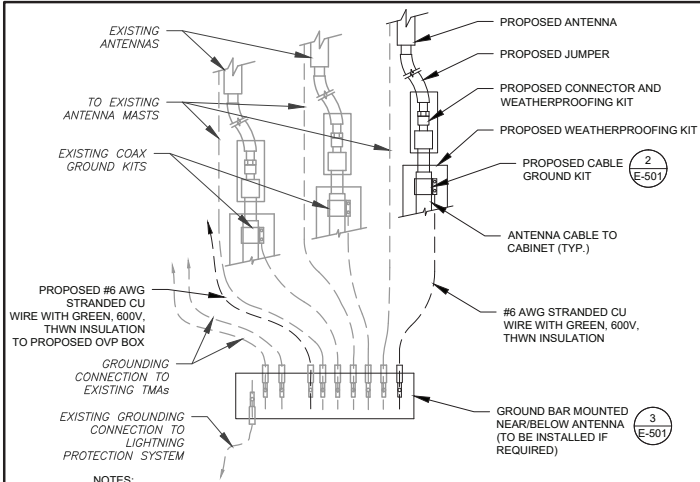 EXISTING
ANTENNAS
TO EXISTING
ANTENNA MASTS
EXISTING COAX
GROUND KITS
PROPOSED #6 AWG
STRANDED CU
WIRE WITH GREEN, 600V,
THWN INSULATION
TO PROPOSED OVP BOX
GROUNDING
CONNECTION TO
EXISTING TMAs
EXISTING GROUNDING
CONNECTION TO
LIGHTNING
PROTECTION SYSTEM
NOTES:
PROPOSED ANTENNA
PROPOSED JUMPER
PROPOSED CONNECTOR AND
WEATHERPROOFING KIT
PROPOSED WEATHERPROOFING KIT
PROPOSED CABLE
GROUND KIT
2
E-501
ANTENNA CABLE TO
CABINET (TYP.)
#6 AWG STRANDED CU
WIRE WITH GREEN, 600V,
THWN INSULATION
GROUND BAR MOUNTED
NEAR/BELOW ANTENNA
(TO BE INSTALLED IF
REQUIRED)
3
E-501